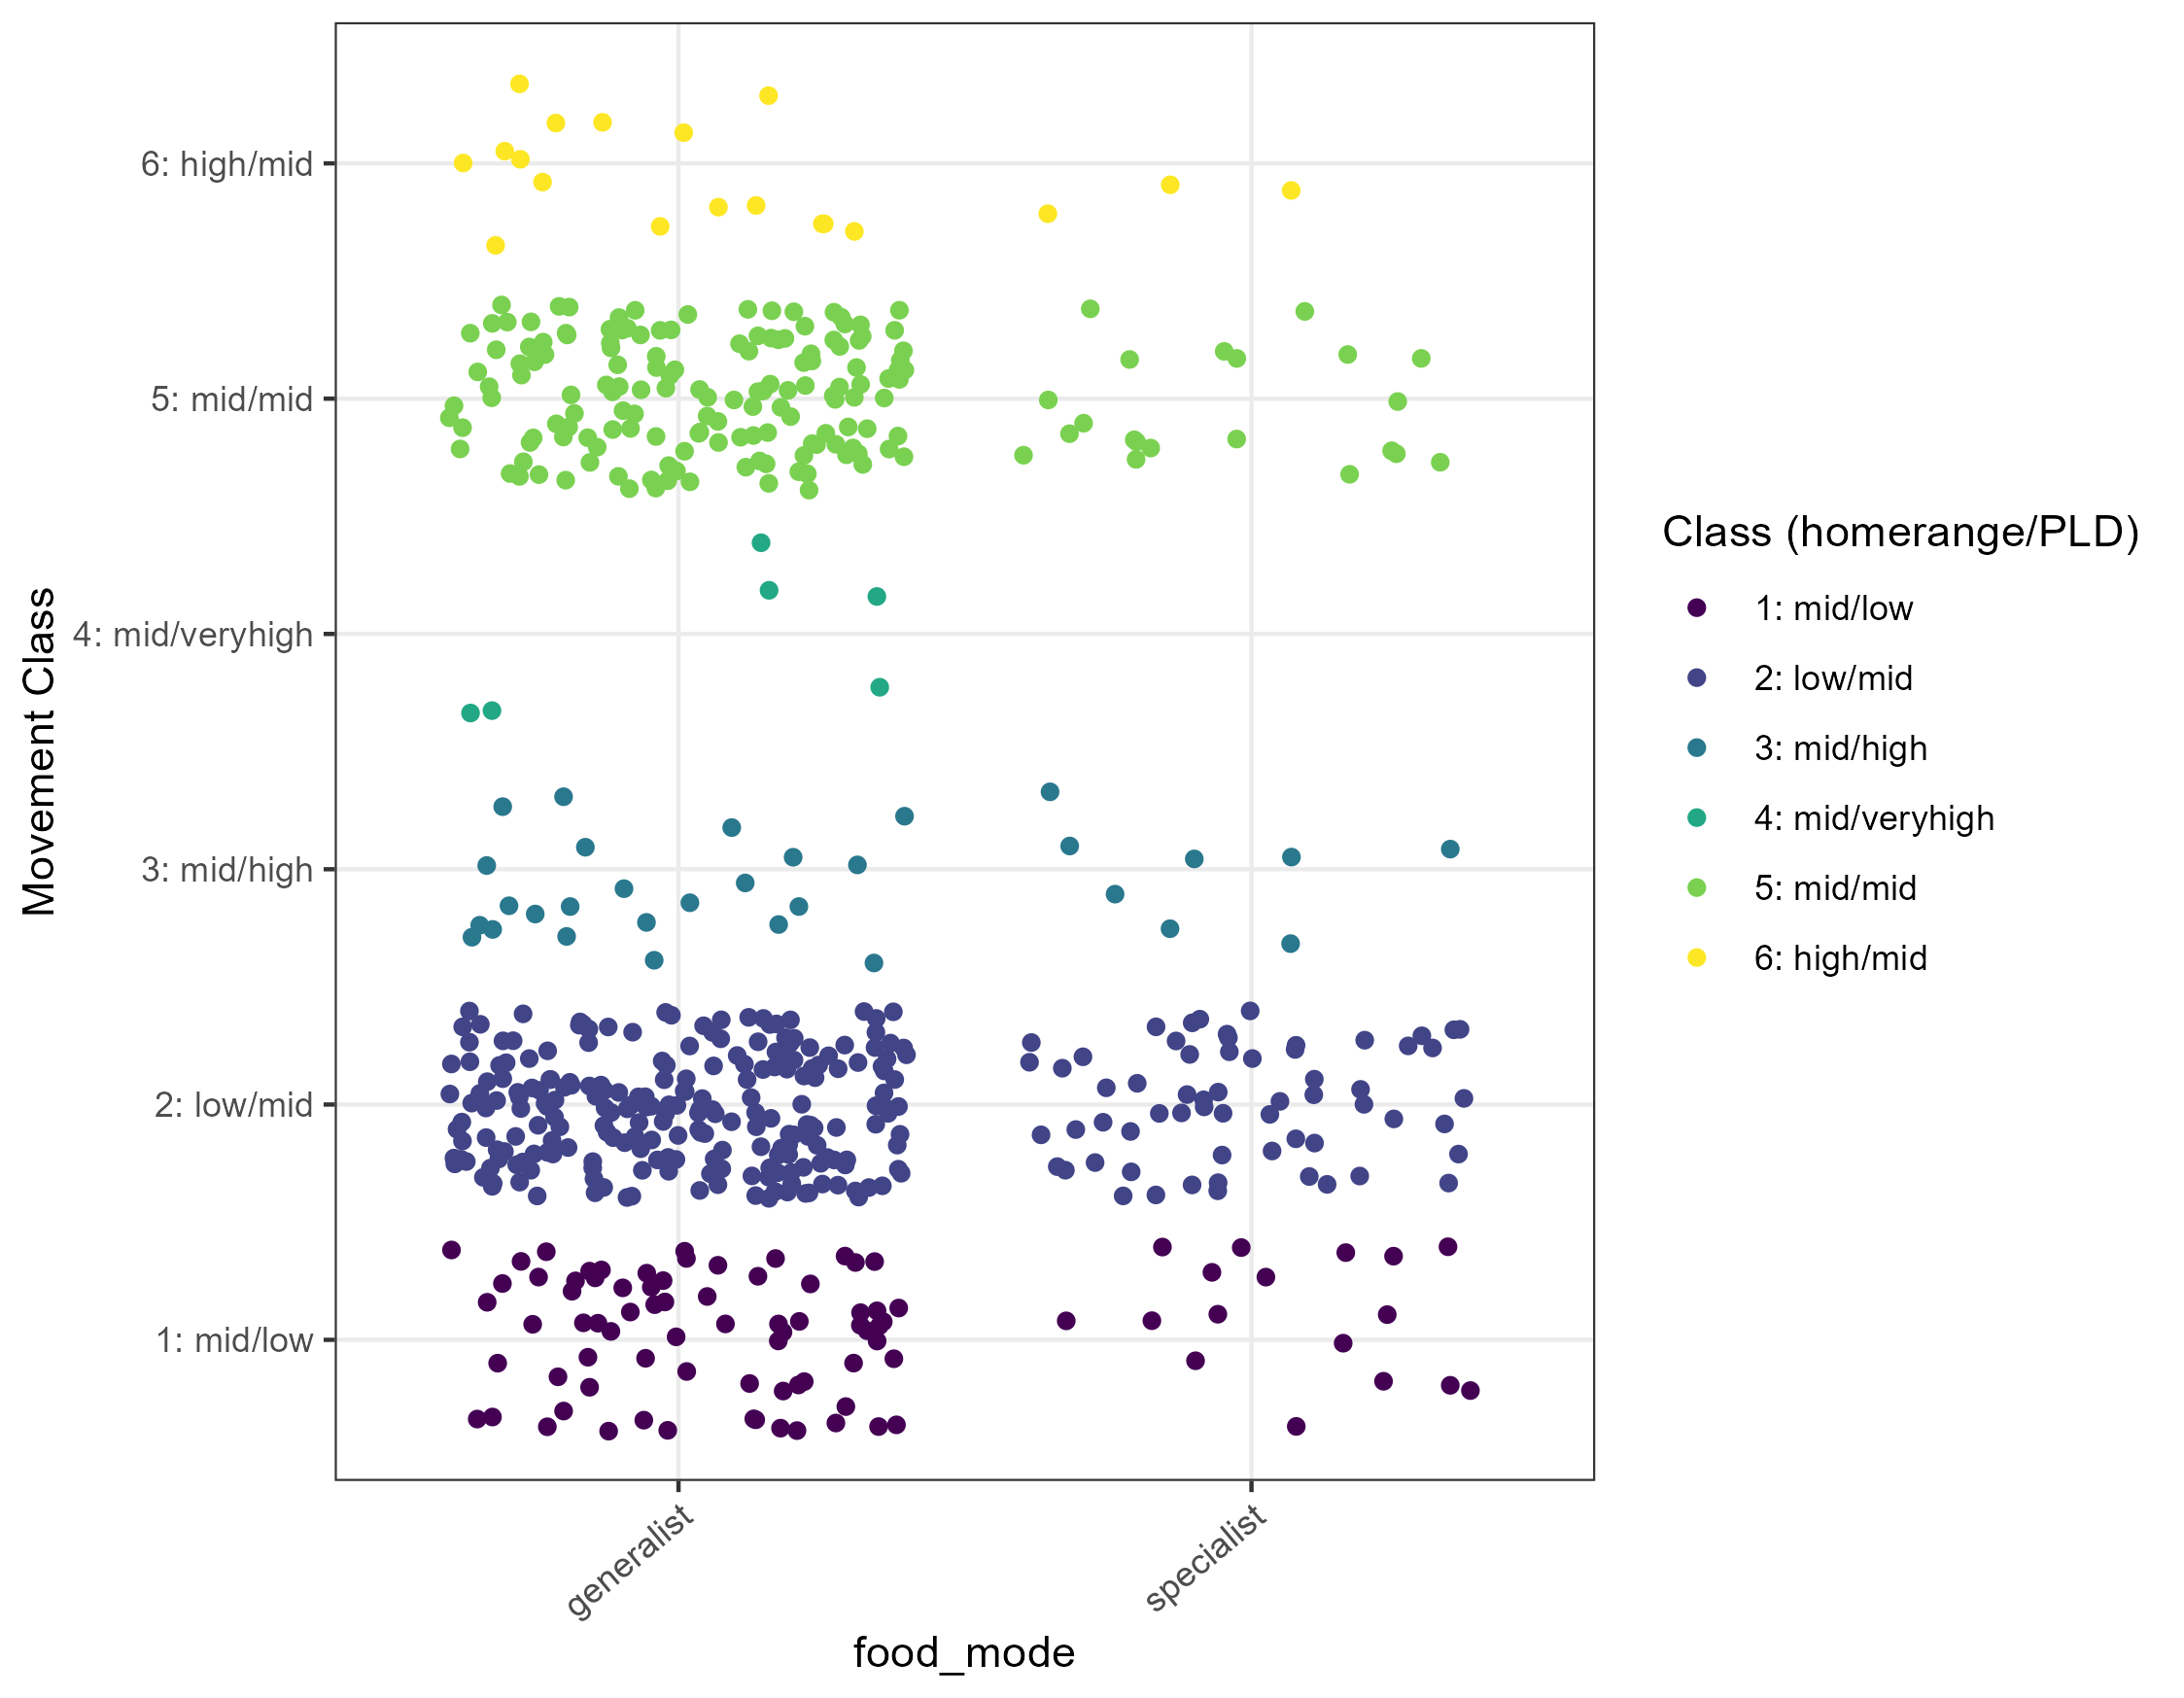 6: high/mid
5: mid/mid
4: mid/veryhigh
3: mid/high
2: low/mid
1: mid/low
Movement Class
generalist
specialist
food_mode
Class (homerange/PLD)
1: mid/low
2: low/mid
3: mid/high
4: mid/veryhigh
5: mid/mid
6: high/mid